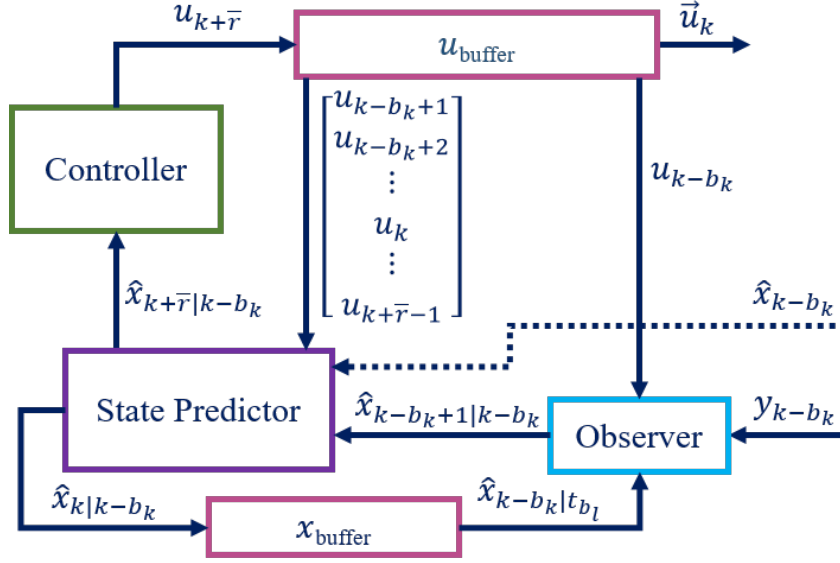 u_{k+r̅}
u_buffer
u⃗_k
[u_{k-b_k+1}
u_{k-b_k+2}
⋮
u_k
⋮
u_{k+r̅-1}]
Controller
u_{k-b_k}
x̂_{k+r̅|k-b_k}
x̂_{k-b_k}
State Predictor
x̂_{k-b_k+1|k-b_k}
Observer
y_{k-b_k}
x̂_{k|k-b_k}
x_buffer
x̂_{k-b_k|t_{b_l}}